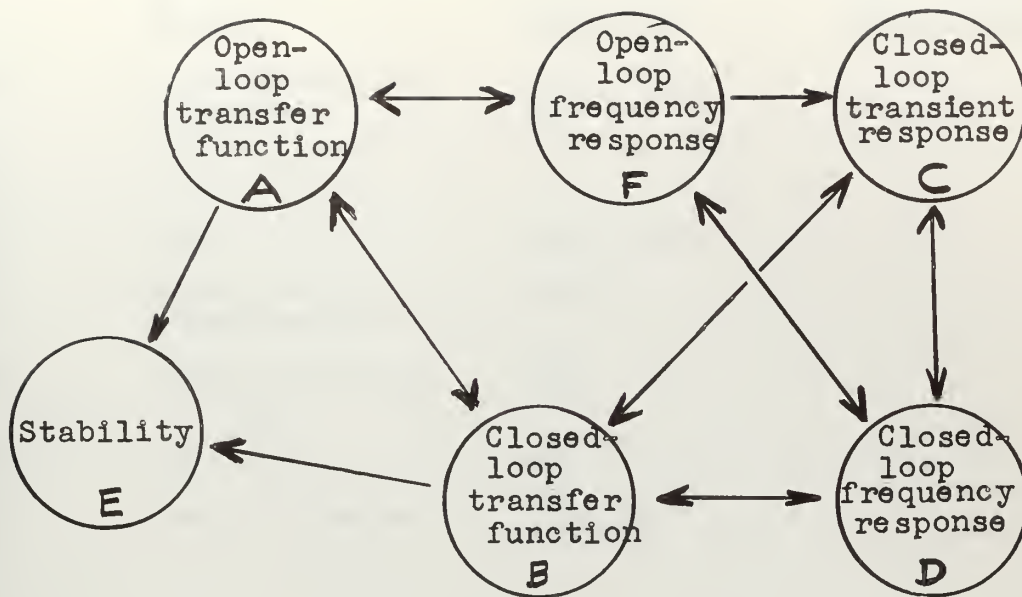 Open-
loop
transfer
function
A
Open-
loop
frequency
response
F
Closed-
loop
transient
response
C
Stability
E
Closed-
loop
transfer
function
B
Closed-
loop
frequency
response
D